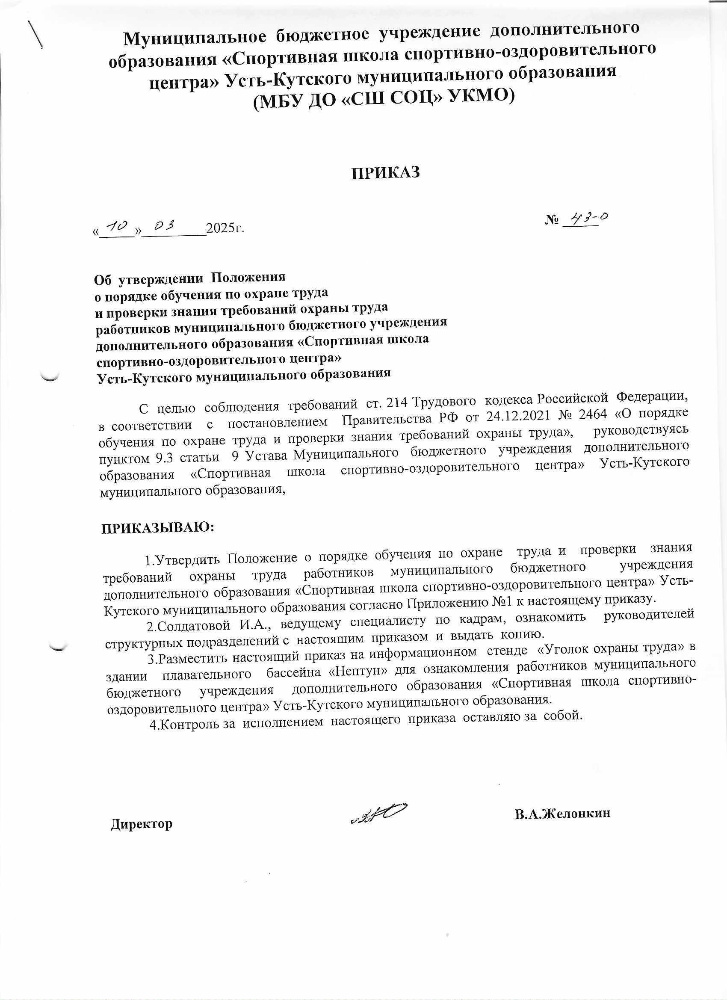 Муниципальное бюджетное учреждение дополнительного
образования «Спортивная школа спортивно-оздоровительного
центра» Усть-Кутского муниципального образования
(МБУ ДО «СШ СОЦ» УКМО)
ПРИКАЗ
«10» 03 2025г. № 43-0
Об утверждении Положения
о порядке обучения по охране труда
и проверки знания требований охраны труда
работников муниципального бюджетного учреждения
дополнительного образования «Спортивная школа
спортивно-оздоровительного центра»
Усть-Кутского муниципального образования
С целью соблюдения требований ст. 214 Трудового кодекса Российской Федерации,
в соответствии с постановлением Правительства РФ от 24.12.2021 № 2464 «О порядке
обучения по охране труда и проверки знания требований охраны труда», руководствуясь
пунктом 9.3 статьи 9 Устава Муниципального бюджетного учреждения дополнительного
образования «Спортивная школа спортивно-оздоровительного центра» Усть-Кутского
муниципального образования,
ПРИКАЗЫВАЮ:
1.Утвердить Положение о порядке обучения по охране труда и проверки знания
требований охраны труда работников муниципального бюджетного учреждения
дополнительного образования «Спортивная школа спортивно-оздоровительного центра» Усть-
Кутского муниципального образования согласно Приложению №1 к настоящему приказу.
2.Солдатовой И.А., ведущему специалисту по кадрам, ознакомить руководителей
структурных подразделений с настоящим приказом и выдать копию.
3.Разместить настоящий приказ на информационном стенде «Уголок охраны труда» в
здании плавательного бассейна «Нептун» для ознакомления работников муниципального
бюджетного учреждения дополнительного образования «Спортивная школа спортивно-
оздоровительного центра» Усть-Кутского муниципального образования.
4.Контроль за исполнением настоящего приказа оставляю за собой.
Директор В.А.Желонкин